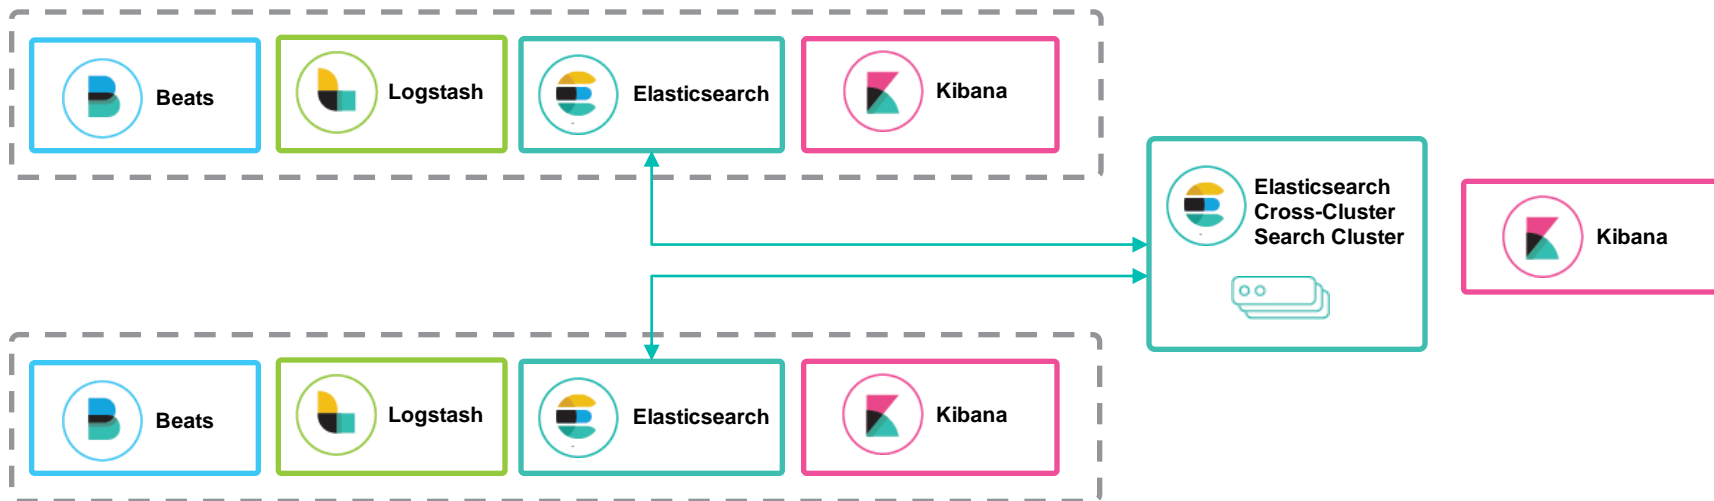 Beats
Logstash
Elasticsearch
Kibana
Elasticsearch
Cross-Cluster
Search Cluster
Kibana
Beats
Logstash
Elasticsearch
Kibana